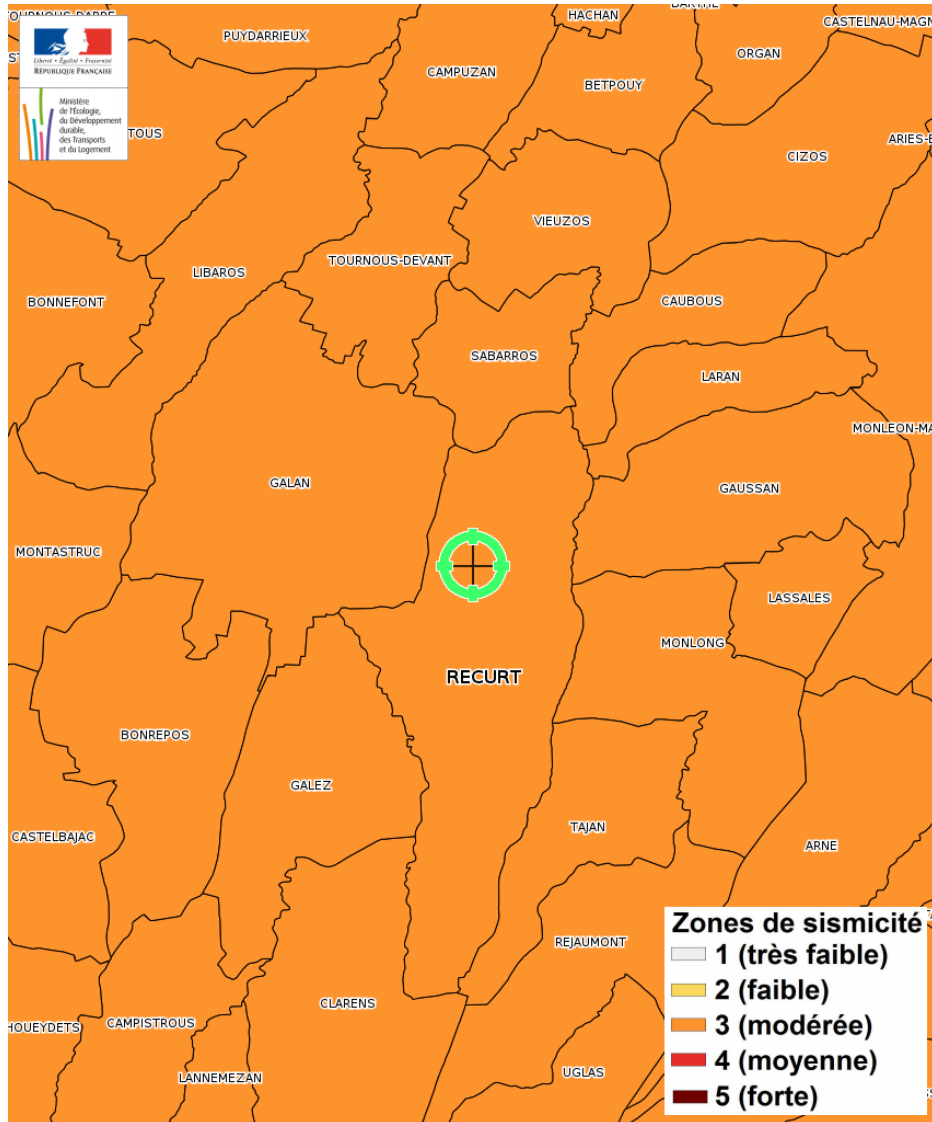 TOURNOUS-DARRE
PUYDARRIEUX
HACHAN
BARTHE
CASTELNAU-MAGN
ORGAN
Liberté • Égalité • Fraternité
RÉPUBLIQUE FRANÇAISE
Ministère
de l'Écologie,
du Développement
durable,
des Transports
et du Logement
CAMPUZAN
BETPOUY
TOUS
ARIES-E
CIZOS
VIEUZOS
TOURNOUS-DEVANT
LIBAROS
BONNEFONT
CAUBOUS
SABARROS
LARAN
MONLEON-MA
GALAN
GAUSSAN
MONTASTRUC
LASSALES
MONLONG
RECURT
BONREPOS
GALEZ
CASTELBAJAC
TAJAN
ARNE
REJAUMONT
CLARENS
HOUEYDETS
CAMPISTROUS
LANNEMEZAN
UGLAS
Zones de sismicité
1 (très faible)
2 (faible)
3 (modérée)
4 (moyenne)
5 (forte)